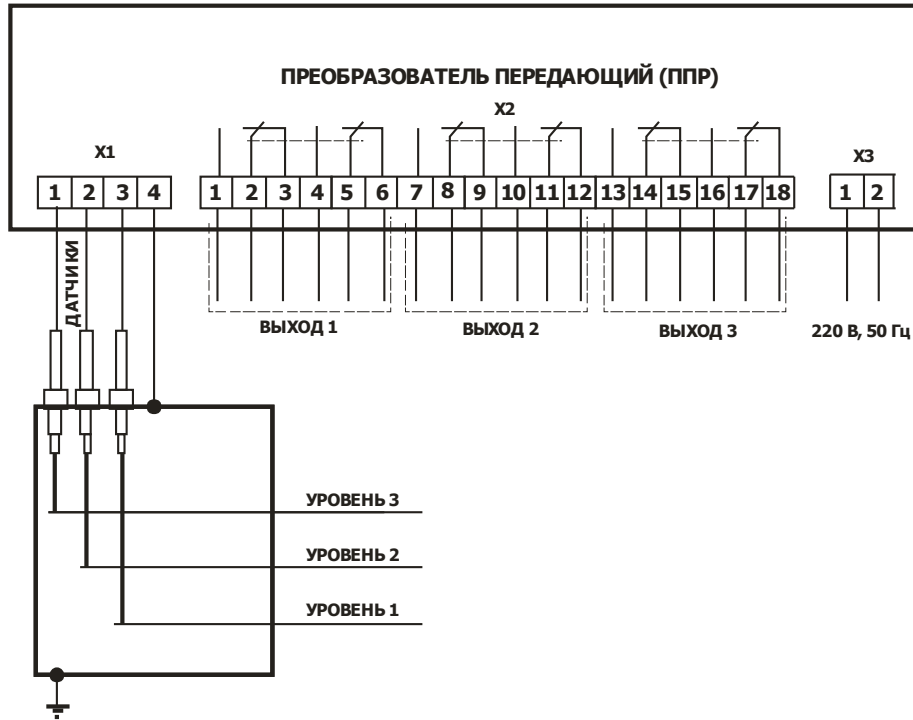 ПРЕОБРАЗОВАТЕЛЬ ПЕРЕДАЮЩИЙ (ППР)
X2
X1
X3
1 2 3 4
1 2 3 4 5 6 7 8 9 10 11 12 13 14 15 16 17 18
1 2
ДАТЧИКИ
ВЫХОД 1
ВЫХОД 2
ВЫХОД 3
220 В, 50 Гц
УРОВЕНЬ 3
УРОВЕНЬ 2
УРОВЕНЬ 1